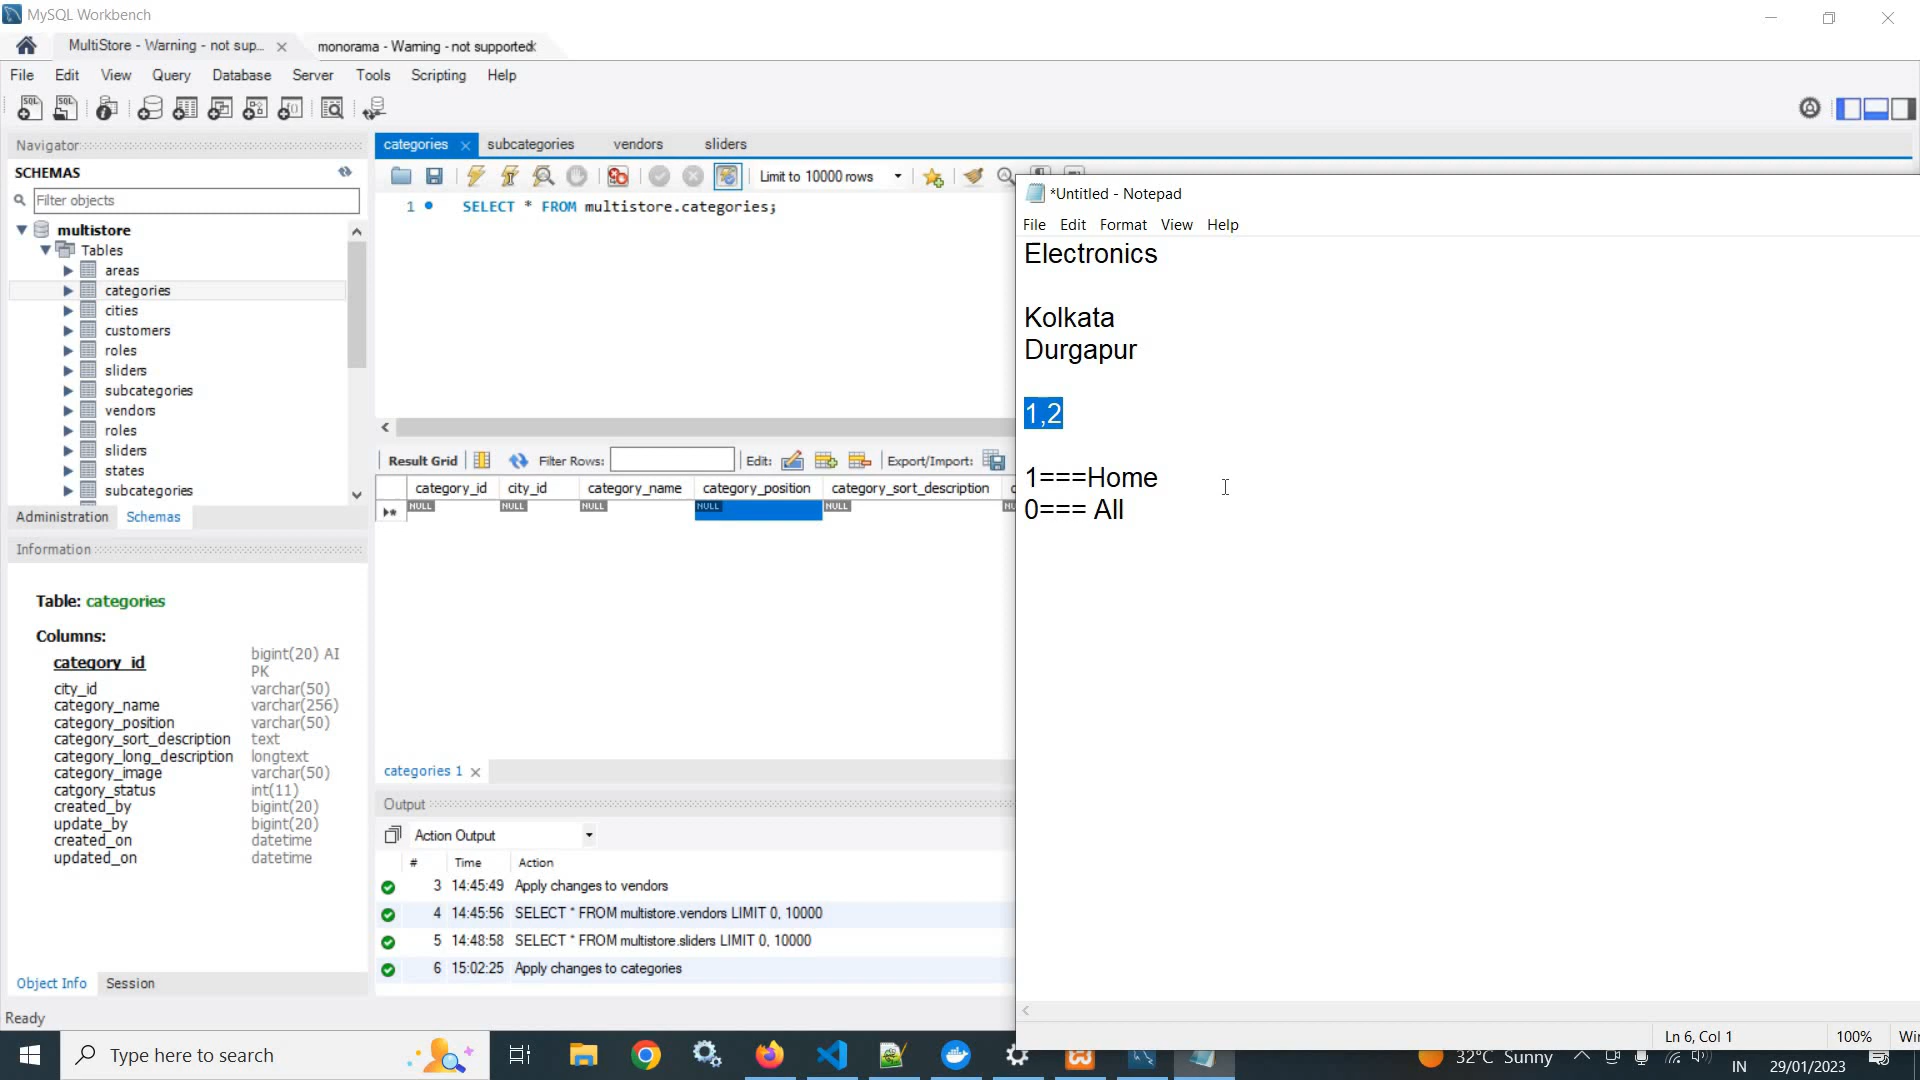 MySQL Workbench
MultiStore - Warning - not sup...
monorama - Warning - not supported
File Edit View Query Database Server Tools Scripting Help
Navigator
SCHEMAS
Filter objects
multistore
Tables
areas
categories
cities
customers
roles
sliders
subcategories
vendors
roles
sliders
states
subcategories
Administration Schemas
Information
Table: categories
Columns:
category_id bigint(20) AI
PK
city_id varchar(50)
category_name varchar(256)
category_position varchar(50)
category_sort_description text
category_long_description longtext
category_image varchar(50)
catgory_status int(11)
created_by bigint(20)
update_by bigint(20)
created_on datetime
updated_on datetime
Object Info Session
Ready
categories subcategories vendors sliders
Limit to 10000 rows
1 SELECT * FROM multistore.categories;
Result Grid Filter Rows: Edit: Export/Import:
category_id city_id category_name category_position category_sort_description
NULL NULL NULL NULL NULL
categories 1
Output
Action Output
# Time Action
3 14:45:49 Apply changes to vendors
4 14:45:56 SELECT * FROM multistore.vendors LIMIT 0, 10000
5 14:48:58 SELECT * FROM multistore.sliders LIMIT 0, 10000
6 15:02:25 Apply changes to categories
*Untitled - Notepad
File Edit Format View Help
Electronics
Kolkata
Durgapur
1,2
1===Home
0=== All
Ln 6, Col 1 100%
Type here to search
32°C Sunny
IN
29/01/2023